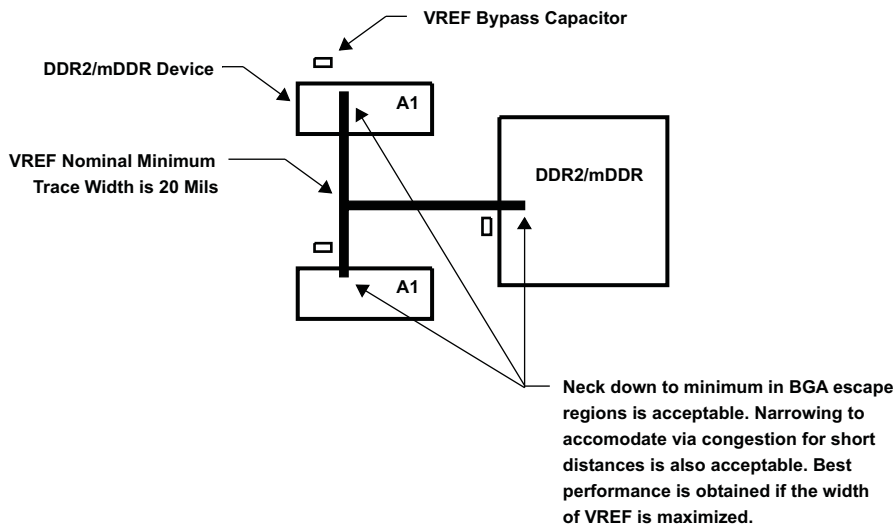 VREF Bypass Capacitor
DDR2/mDDR Device
A1
VREF Nominal Minimum
Trace Width is 20 Mils
DDR2/mDDR
A1
Neck down to minimum in BGA escape
regions is acceptable. Narrowing to
accomodate via congestion for short
distances is also acceptable. Best
performance is obtained if the width
of VREF is maximized.